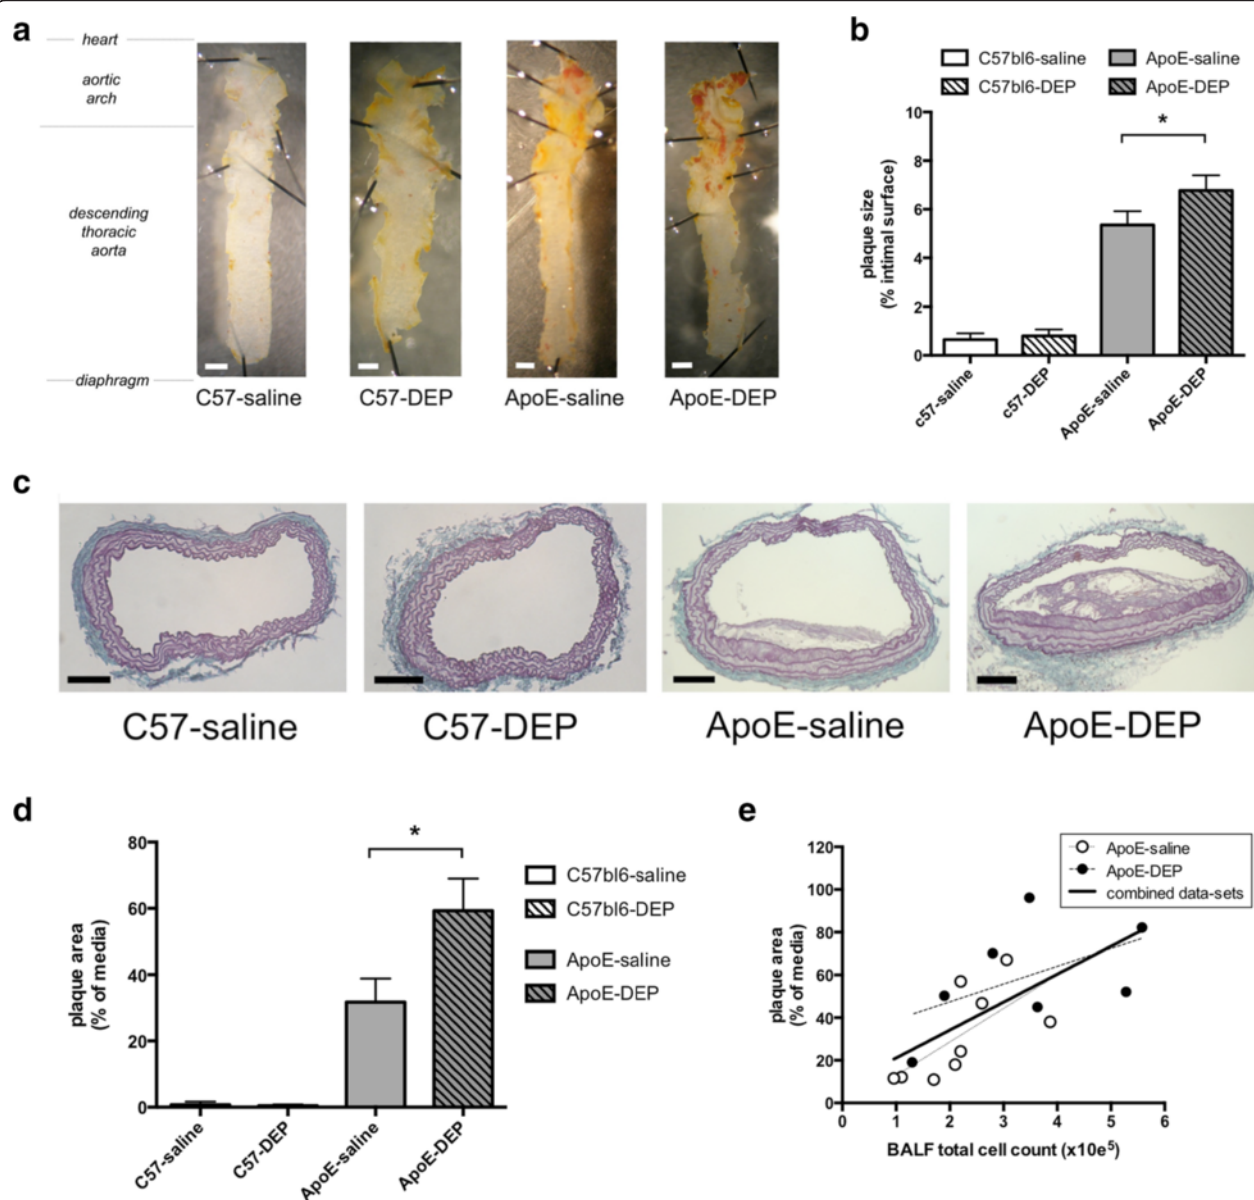 a
heart
aortic
arch
descending
thoracic
aorta
diaphragm
C57-saline
C57-DEP
ApoE-saline
ApoE-DEP
b
C57bl6-saline
C57bl6-DEP
ApoE-saline
ApoE-DEP
plaque size
(% intimal surface)
10
8
6
4
2
0
*
c57-saline
c57-DEP
ApoE-saline
ApoE-DEP
c
C57-saline
C57-DEP
ApoE-saline
ApoE-DEP
d
plaque area
(% of media)
80
60
40
20
0
*
C57-saline
C57-DEP
ApoE-saline
ApoE-DEP
C57bl6-saline
C57bl6-DEP
ApoE-saline
ApoE-DEP
e
ApoE-saline
ApoE-DEP
combined data-sets
plaque area
(% of media)
120
100
80
60
40
20
0
0 1 2 3 4 5 6
BALF total cell count (x10e⁵)